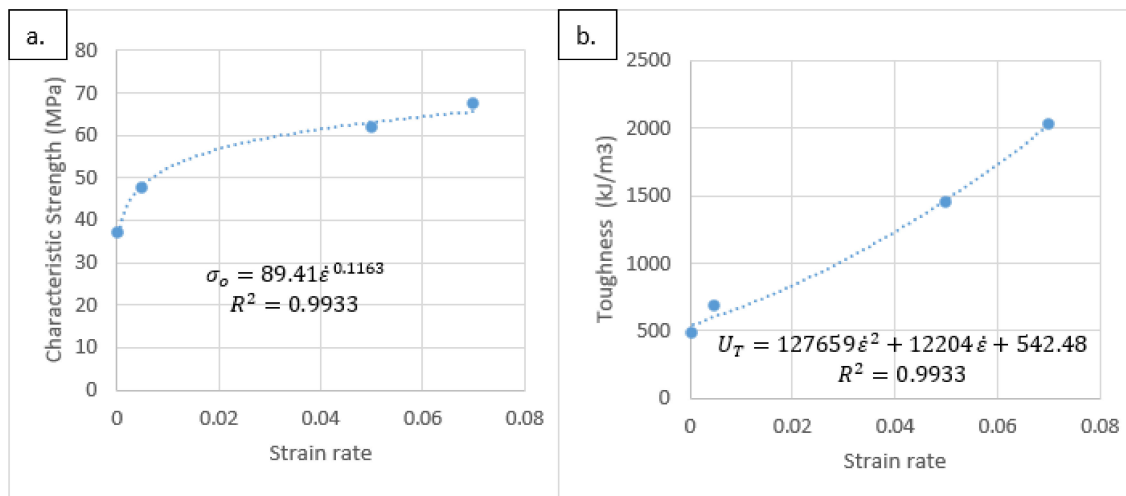 a.
80
70
60
50
40
30
20
10
0
Characteristic Strength (MPa)
σₒ = 89.41ε̇^0.1163
R² = 0.9933
0 0.02 0.04 0.06 0.08
Strain rate
b.
2500
2000
1500
1000
500
0
Toughness (kJ/m3)
U_T = 127659ε̇² + 12204ε̇ + 542.48
R² = 0.9933
0 0.02 0.04 0.06 0.08
Strain rate